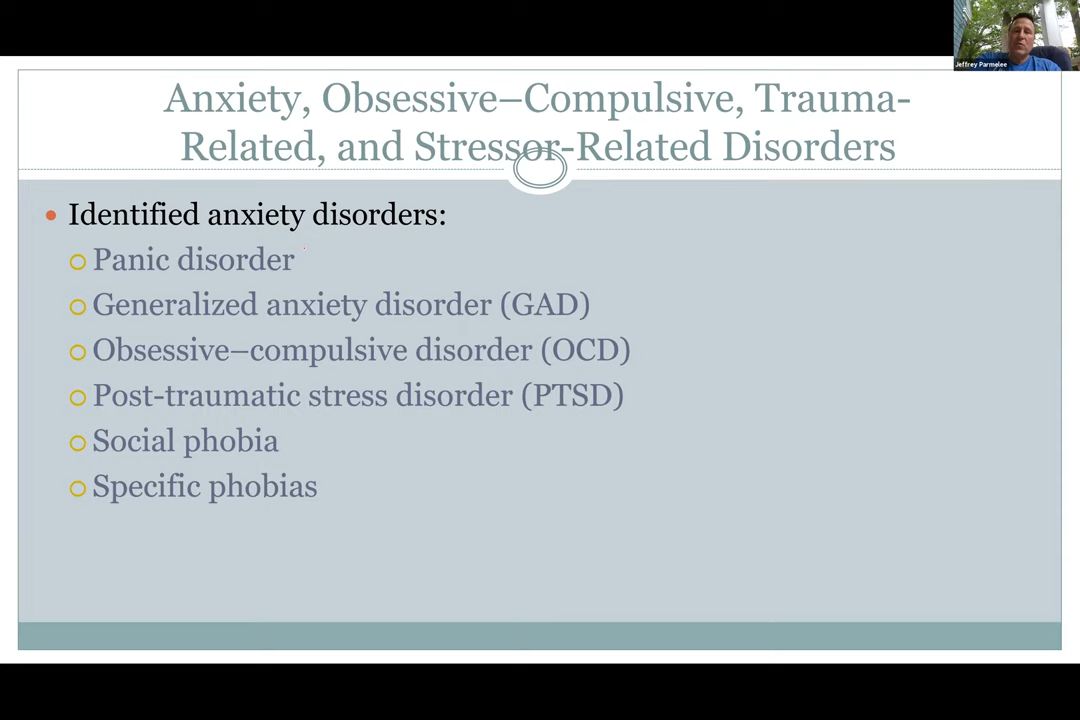 Jeffrey Parmelee
Anxiety, Obsessive–Compulsive, Trauma-
Related, and Stressor-Related Disorders
Identified anxiety disorders:
Panic disorder
Generalized anxiety disorder (GAD)
Obsessive–compulsive disorder (OCD)
Post-traumatic stress disorder (PTSD)
Social phobia
Specific phobias